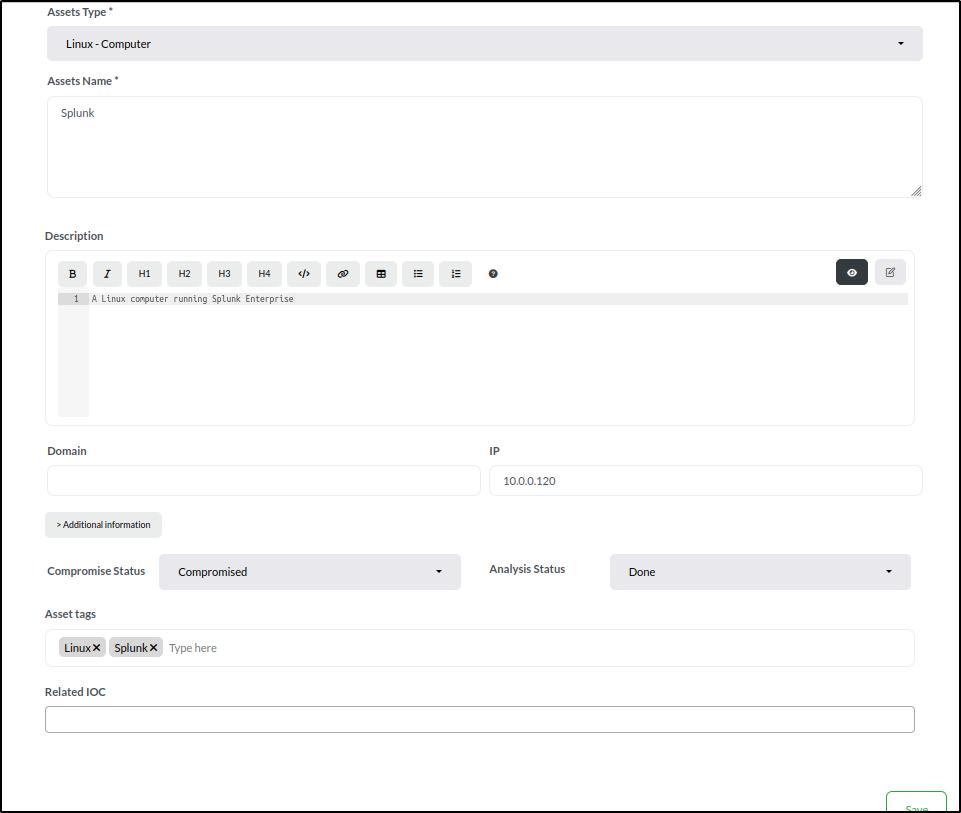 Assets Type *
Linux - Computer
Assets Name *
Splunk
Description
B I H1 H2 H3 H4 </>
1 A Linux computer running Splunk Enterprise
Domain IP
10.0.0.120
> Additional information
Compromise Status Compromised Analysis Status Done
Asset tags
Linux Splunk Type here
Related IOC
Save